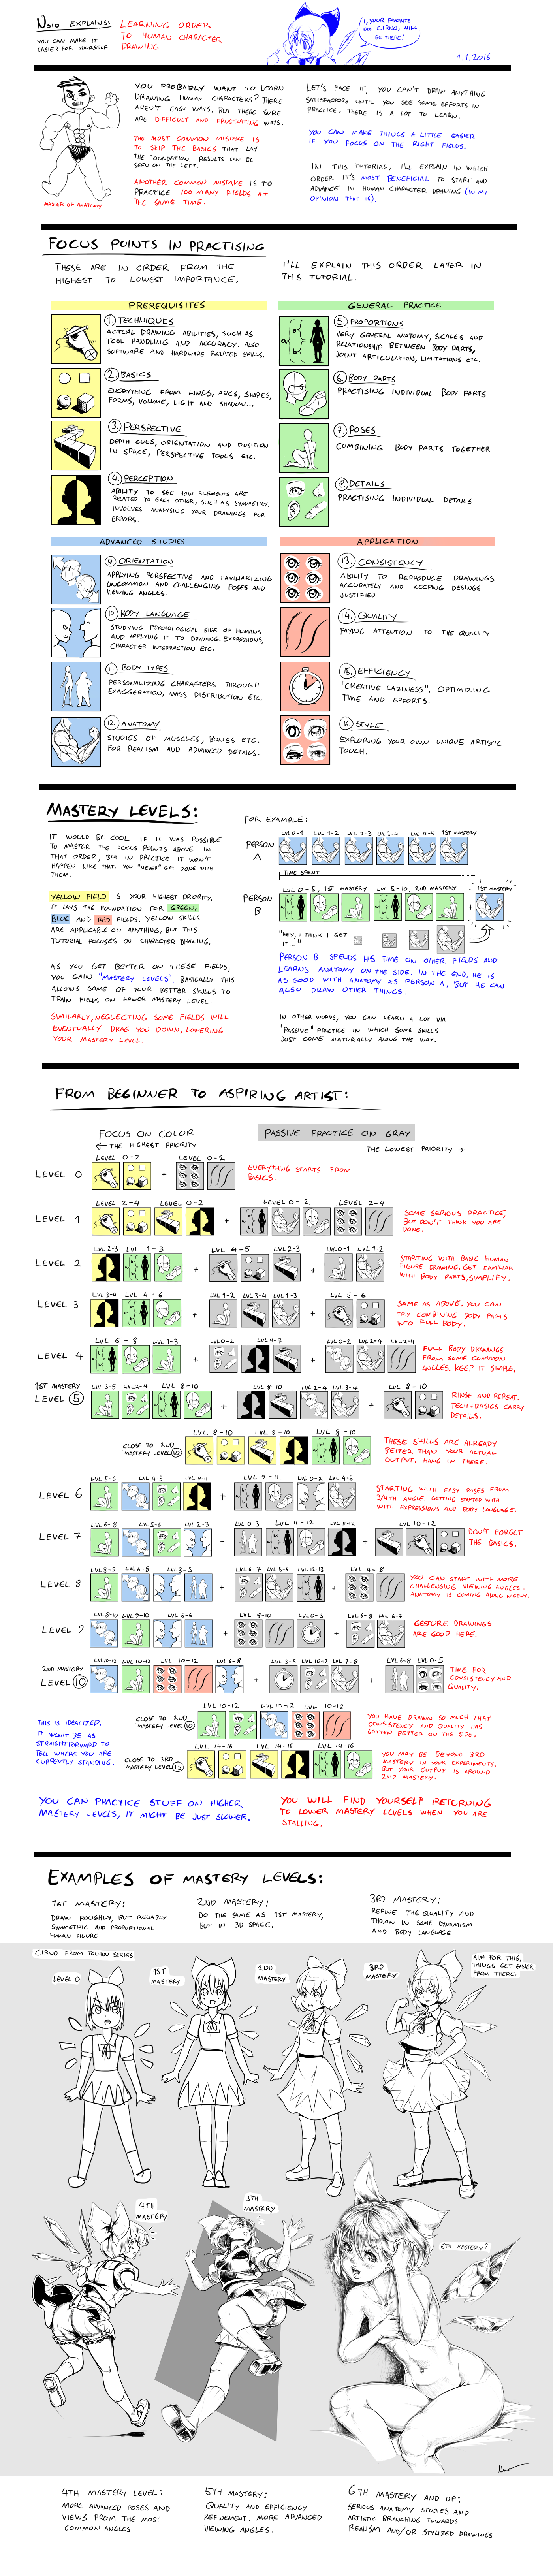 Nsio explains:
You can make it
easier for yourself
Learning order
to human character
drawing
I, your favorite
idol Cirno, will
be there!
1.1.2016
Master of anatomy
You probably want to learn
drawing human characters? There
aren't easy ways, but there sure
are difficult and frustrating ways.
The most common mistake is
to skip the basics that lay
the foundation. Results can be
seen on the left.
Another common mistake is to
practice too many fields at
the same time.
Let's face it, you can't draw anything
satisfactory until you see some efforts in
practice. There is a lot to learn.
You can make things a little easier
if you focus on the right fields.
In this tutorial, I'll explain in which
order it's most beneficial to start and
advance in human character drawing (in my
opinion that is).
Focus points in practising
These are in order from the
highest to lowest importance.
I'll explain this order later in
this tutorial.
Prerequisites
1. Techniques
Actual drawing abilities, such as
tool handling and accuracy. Also
software and hardware related skills.
2. Basics
Everything from lines, arcs, shapes,
forms, volume, light and shadow...
3. Perspective
Depth cues, orientation and position
in space, perspective tools etc.
4. Perception
Ability to see how elements are
related to each other, such as symmetry.
Involves analysing your drawings for
errors.
General practice
5. Proportions
Very general anatomy, scales and
relationship between body parts,
joint articulation, limitations etc.
6. Body parts
Practising individual body parts
7. Poses
Combining body parts together
8. Details
Practising individual details
Advanced studies
9. Orientation
Applying perspective and familiarizing
uncommon and challenging poses and
viewing angles.
10. Body language
Studying psychological side of humans
and applying it to drawing. Expressions,
character interaction etc.
11. Body types
Personalizing characters through
exaggeration, mass distribution etc.
12. Anatomy
Studies of muscles, bones etc.
for realism and advanced details.
Application
13. Consistency
Ability to reproduce drawings
accurately and keeping desings
justified
14. Quality
Paying attention to the quality
15. Efficiency
"Creative laziness". Optimizing
time and efforts.
16. Style
Exploring your own unique artistic
touch.
Mastery levels:
It would be cool if it was possible
to master the focus points above in
that order, but in practice it won't
happen like that. You "never" get done with
them.
Yellow field is your highest priority.
It lays the foundation for green,
blue and red fields. Yellow skills
are applicable on anything, but this
tutorial focuses on character drawing.
As you get better on these fields,
you gain "mastery levels". Basically this
allows some of your better skills to
train fields on lower mastery level.
Similarly, neglecting some fields will
eventually drag you down, lowering
your mastery level.
For example:
Person
A
Lvl 0-1 Lvl 1-2 Lvl 2-3 Lvl 3-4 Lvl 4-5 1st mastery
Time spent
Person
B
Lvl 0-5, 1st mastery Lvl 5-10, 2nd mastery 1st mastery
"Hey, I think I get
it..."
Person B spends his time on other fields and
learns anatomy on the side. In the end, he is
as good with anatomy as person A, but he can
also draw other things.
In other words, you can learn a lot via
"passive" practice in which some skills
just come naturally along the way.
From beginner to aspiring artist:
Focus on color
The highest priority
Passive practice on gray
The lowest priority
Level 0
Level 0-2 + Level 0-2
Everything starts from
basics.
Level 1
Level 2-4 Level 0-2 + Level 0-2 Level 2-4
Some serious practice,
but don't think you are
done.
Level 2
Lvl 2-3 Lvl 1-3 + Lvl 4-5 Lvl 2-3 + Lvl 0-1 Lvl 1-2
Starting with basic human
figure drawing. Get familiar
with body parts, simplify.
Level 3
Lvl 3-4 Lvl 4-6 + Lvl 1-2 Lvl 3-4 Lvl 1-3 + Lvl 5-6
Same as above. You can
try combining body parts
into full body.
Level 4
Lvl 6-8 Lvl 1-3 + Lvl 0-2 Lvl 4-7 + Lvl 0-2 Lvl 2-4 Lvl 2-4
Full body drawings
from some common
angles. Keep it simple.
1st mastery
Level 5
Lvl 3-5 Lvl 2-4 Lvl 8-10 + Lvl 8-10 Lvl 2-4 Lvl 3-4 + Lvl 8-10
Rinse and repeat.
Tech + basics carry
details.
Close to 2nd
mastery level 10
Lvl 8-10 Lvl 8-10 Lvl 8-10
These skills are already
better than your actual
output. Hang in there.
Level 6
Lvl 5-6 Lvl 4-5 Lvl 9-11 + Lvl 9-11 Lvl 0-2 Lvl 4-5
Starting with easy poses from
3/4th angle. Getting started with
with expressions and body language.
Level 7
Lvl 6-8 Lvl 5-6 Lvl 2-3 + Lvl 0-3 Lvl 11-12 Lvl 11-12 + Lvl 10-12
Don't forget
the basics.
Level 8
Lvl 8-9 Lvl 6-8 Lvl 3-5 + Lvl 6-7 Lvl 5-6 Lvl 12-13 + Lvl 4-8
You can start with more
challenging viewing angles.
Anatomy is coming along nicely.
Level 9
Lvl 8-10 Lvl 9-10 Lvl 5-6 + Lvl 8-10 Lvl 0-3 + Lvl 6-8 Lvl 6-7
Gesture drawings
are good here.
2nd mastery
Level 10
Lvl 10-12 Lvl 10-12 Lvl 10-12 Lvl 6-8 + Lvl 3-5 Lvl 10-12 Lvl 7-8 + Lvl 6-8 Lvl 0-5
Time for
consistency and
quality.
This is idealized.
It won't be as
straightforward to
tell where you are
currently standing.
Close to 2nd
mastery level 10
Lvl 10-12 Lvl 10-12 Lvl 10-12
You have drawn so much that
consistency and quality has
gotten better on the side.
Close to 3rd
mastery level 15
Lvl 14-16 Lvl 14-16 Lvl 14-16
You may be beyond 3rd
mastery in your experiments,
but your output is around
2nd mastery.
You can practice stuff on higher
mastery levels, it might be just slower.
You will find yourself returning
to lower mastery levels when you are
stalling.
Examples of mastery levels:
1st mastery:
Draw roughly, but reliably
symmetric and proportional
human figure
2nd mastery:
Do the same as 1st mastery,
but in 3D space.
3rd mastery:
Refine the quality and
throw in some dynamism
and body language
Cirno from Touhou series
Level 0
1st
mastery
2nd
mastery
3rd
mastery
Aim for this,
things get easier
from there.
4th
mastery
5th
mastery
6th mastery?
Nsio
4th mastery level:
More advanced poses and
views from the most
common angles
5th mastery:
Quality and efficiency
refinement. More advanced
viewing angles.
6th mastery and up:
Serious anatomy studies and
artistic branching towards
realism and/or stylized drawings